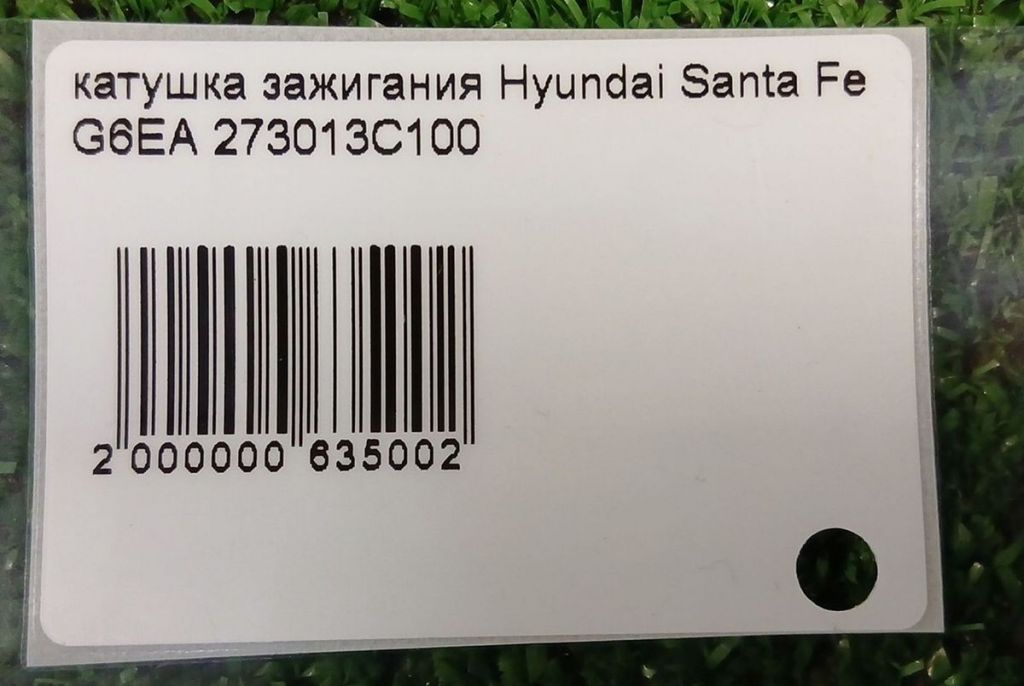 катушка зажигания Hyundai Santa Fe
G6EA 273013C100
2 000000 635002